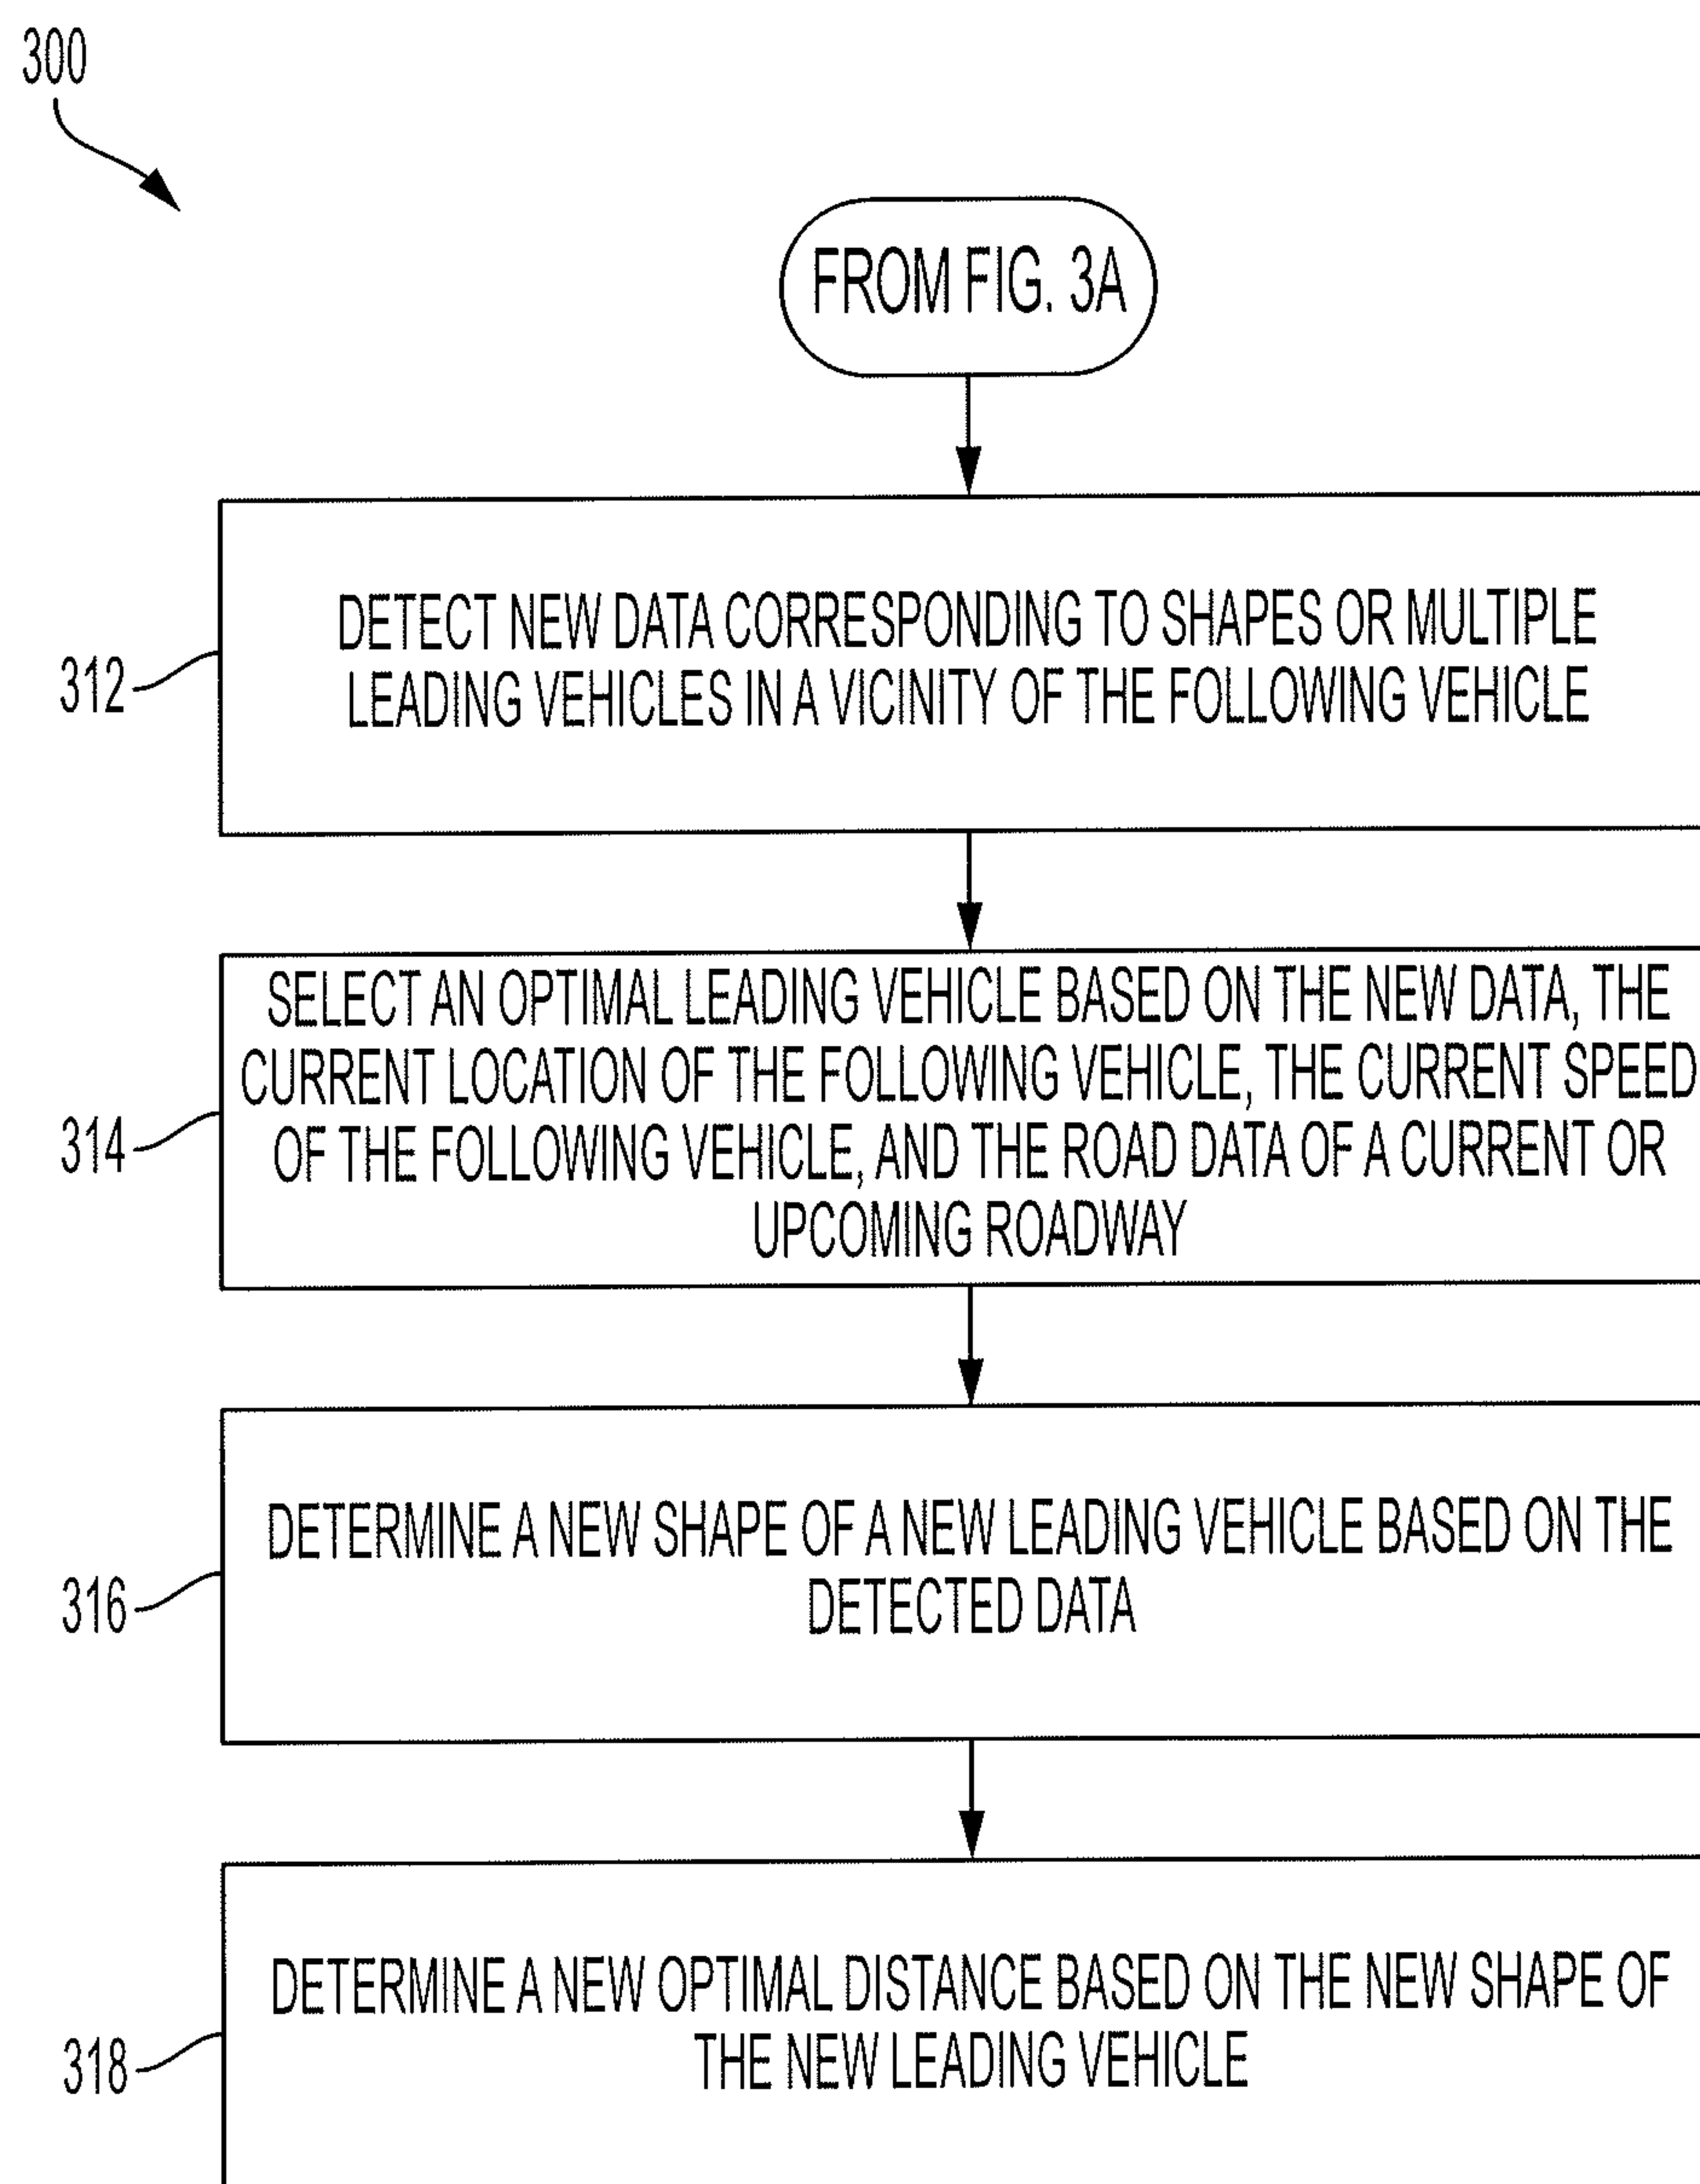 300
FROM FIG. 3A
DETECT NEW DATA CORRESPONDING TO SHAPES OR MULTIPLE
LEADING VEHICLES IN A VICINITY OF THE FOLLOWING VEHICLE
312
SELECT AN OPTIMAL LEADING VEHICLE BASED ON THE NEW DATA, THE
CURRENT LOCATION OF THE FOLLOWING VEHICLE, THE CURRENT SPEED
OF THE FOLLOWING VEHICLE, AND THE ROAD DATA OF A CURRENT OR
UPCOMING ROADWAY
314
DETERMINE A NEW SHAPE OF A NEW LEADING VEHICLE BASED ON THE
DETECTED DATA
316
DETERMINE A NEW OPTIMAL DISTANCE BASED ON THE NEW SHAPE OF
THE NEW LEADING VEHICLE
318